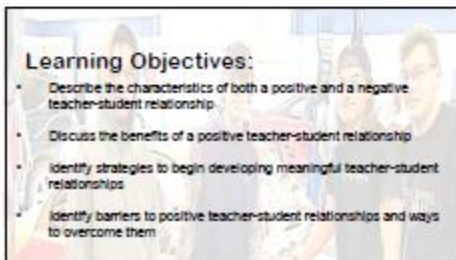 Learning Objectives:
• Describe the characteristics of both a positive and a negative
teacher-student relationship
• Discuss the benefits of a positive teacher-student relationship
• Identify strategies to begin developing meaningful teacher-student
relationships
• Identify barriers to positive teacher-student relationships and ways
to overcome them